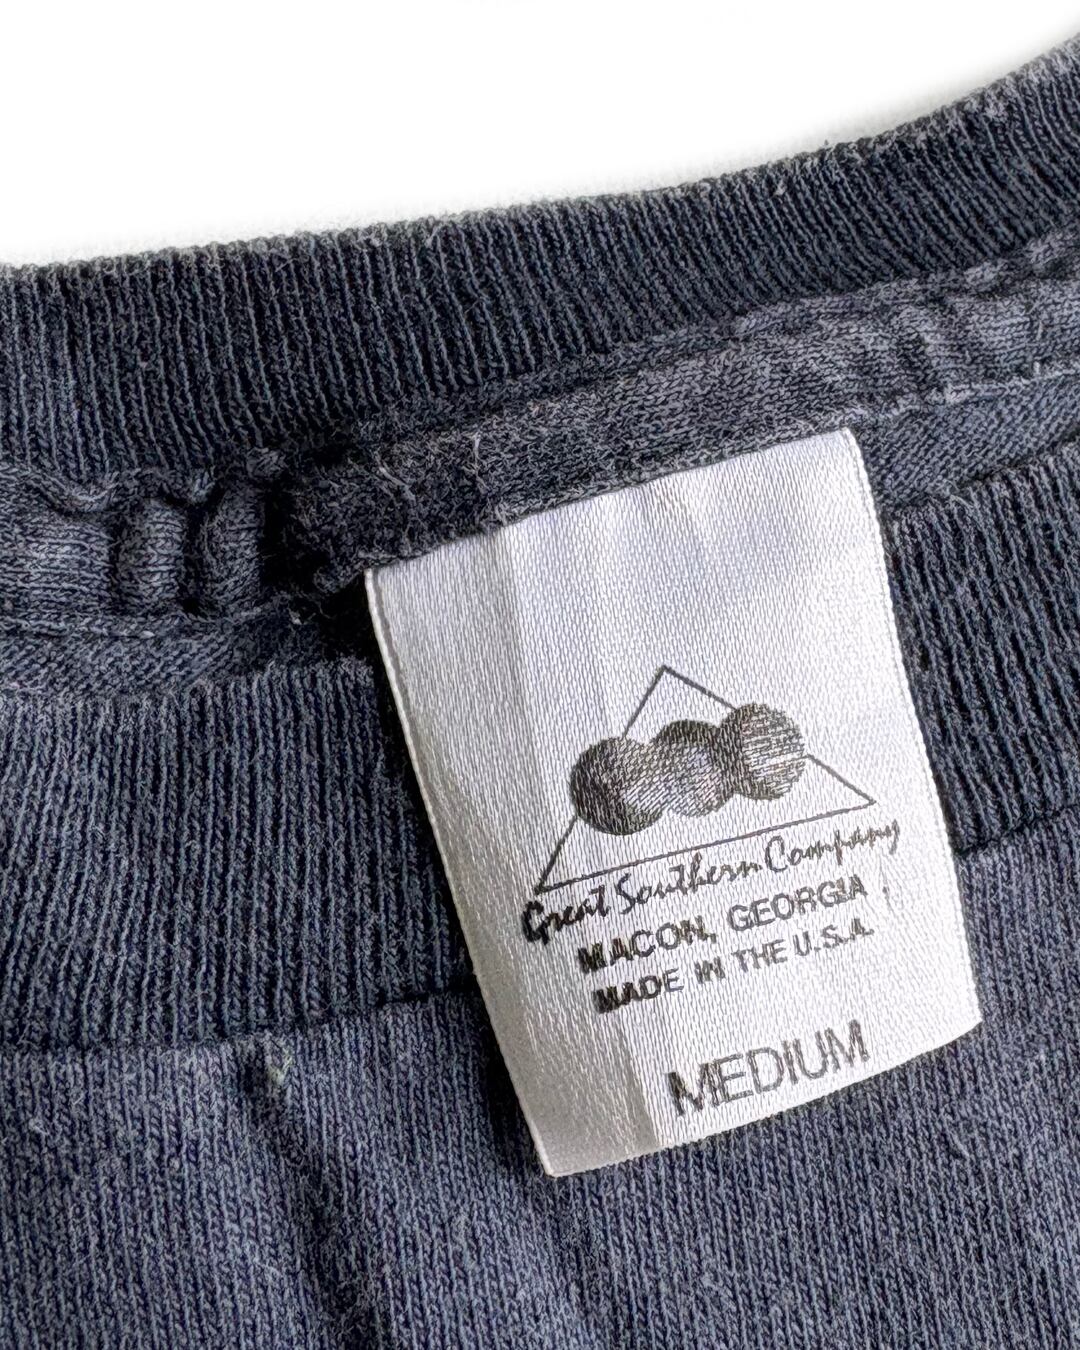 Great Southern Company
MACON, GEORGIA
MADE IN THE U.S.A.
MEDIUM